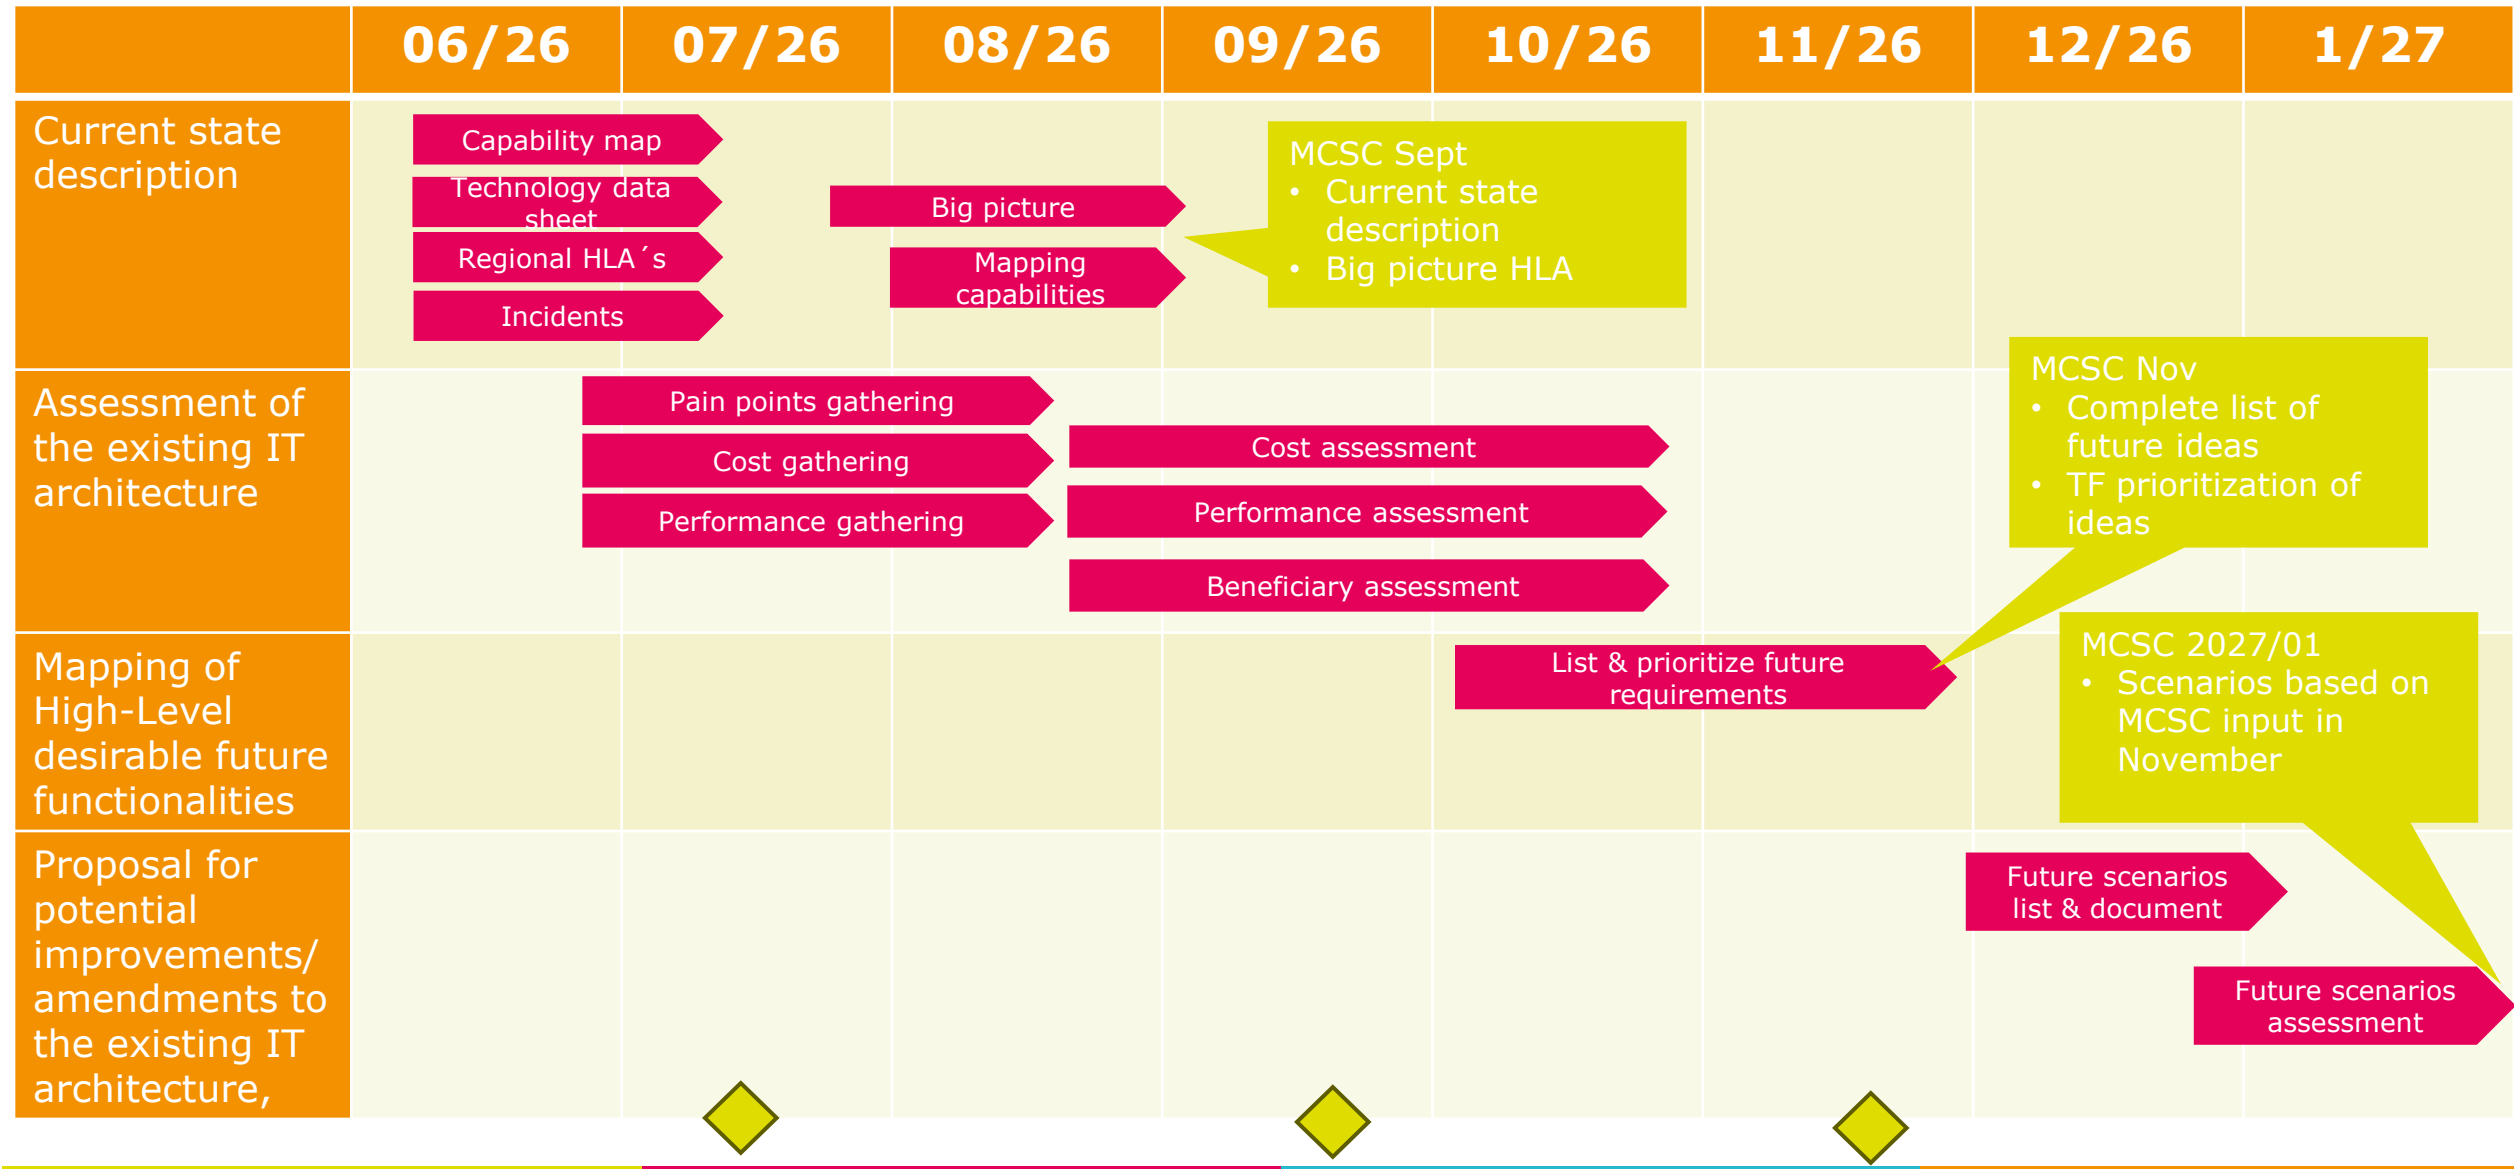 06/26 07/26 08/26 09/26 10/26 11/26 12/26 1/27
Current state
description
Capability map
Technology data
sheet
Regional HLA´s
Incidents
Big picture
Mapping
capabilities
MCSC Sept
• Current state
description
• Big picture HLA
Assessment of
the existing IT
architecture
Pain points gathering
Cost gathering
Performance gathering
Cost assessment
Performance assessment
Beneficiary assessment
MCSC Nov
• Complete list of
future ideas
• TF prioritization of
ideas
Mapping of
High-Level
desirable future
functionalities
List & prioritize future
requirements
MCSC 2027/01
• Scenarios based on
MCSC input in
November
Proposal for
potential
improvements/
amendments to
the existing IT
architecture,
Future scenarios
list & document
Future scenarios
assessment